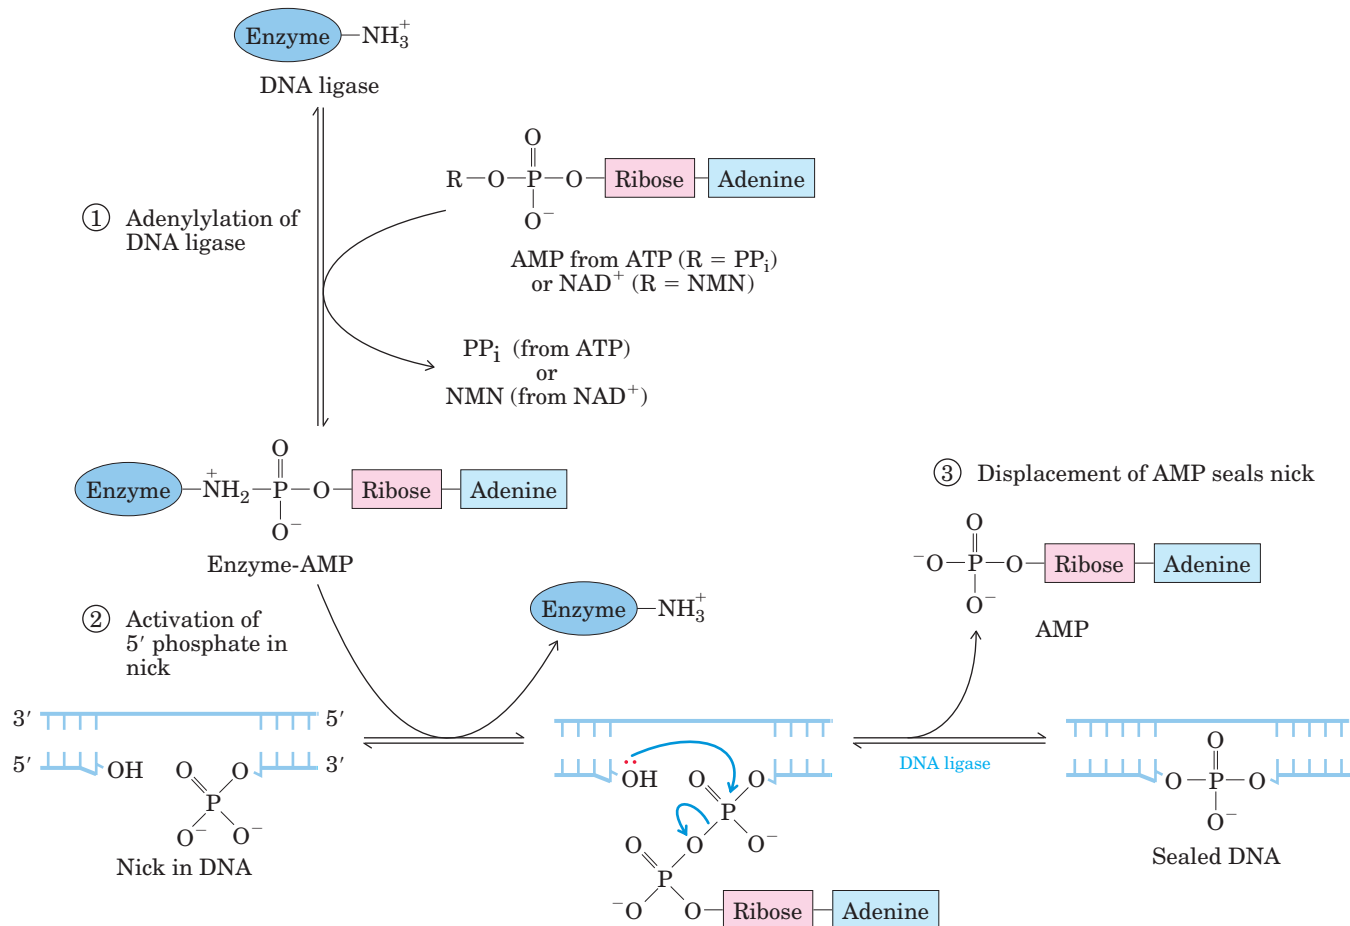 Enzyme—NH₃⁺
DNA ligase
① Adenylylation of
DNA ligase
O
R—O—P—O—Ribose—Adenine
O⁻
AMP from ATP (R = PPᵢ)
or NAD⁺ (R = NMN)
PPᵢ (from ATP)
or
NMN (from NAD⁺)
O
Enzyme—N⁺H₂—P—O—Ribose—Adenine
O⁻
Enzyme-AMP
② Activation of
5′ phosphate in
nick
Enzyme—NH₃⁺
③ Displacement of AMP seals nick
O
⁻O—P—O—Ribose—Adenine
O⁻
AMP
3′ 5′
5′ OH O O 3′
P
O⁻ O⁻
Nick in DNA
OH O O
P
O O O⁻
P
⁻O O—Ribose—Adenine
DNA ligase
O
O—P—O
O⁻
Sealed DNA